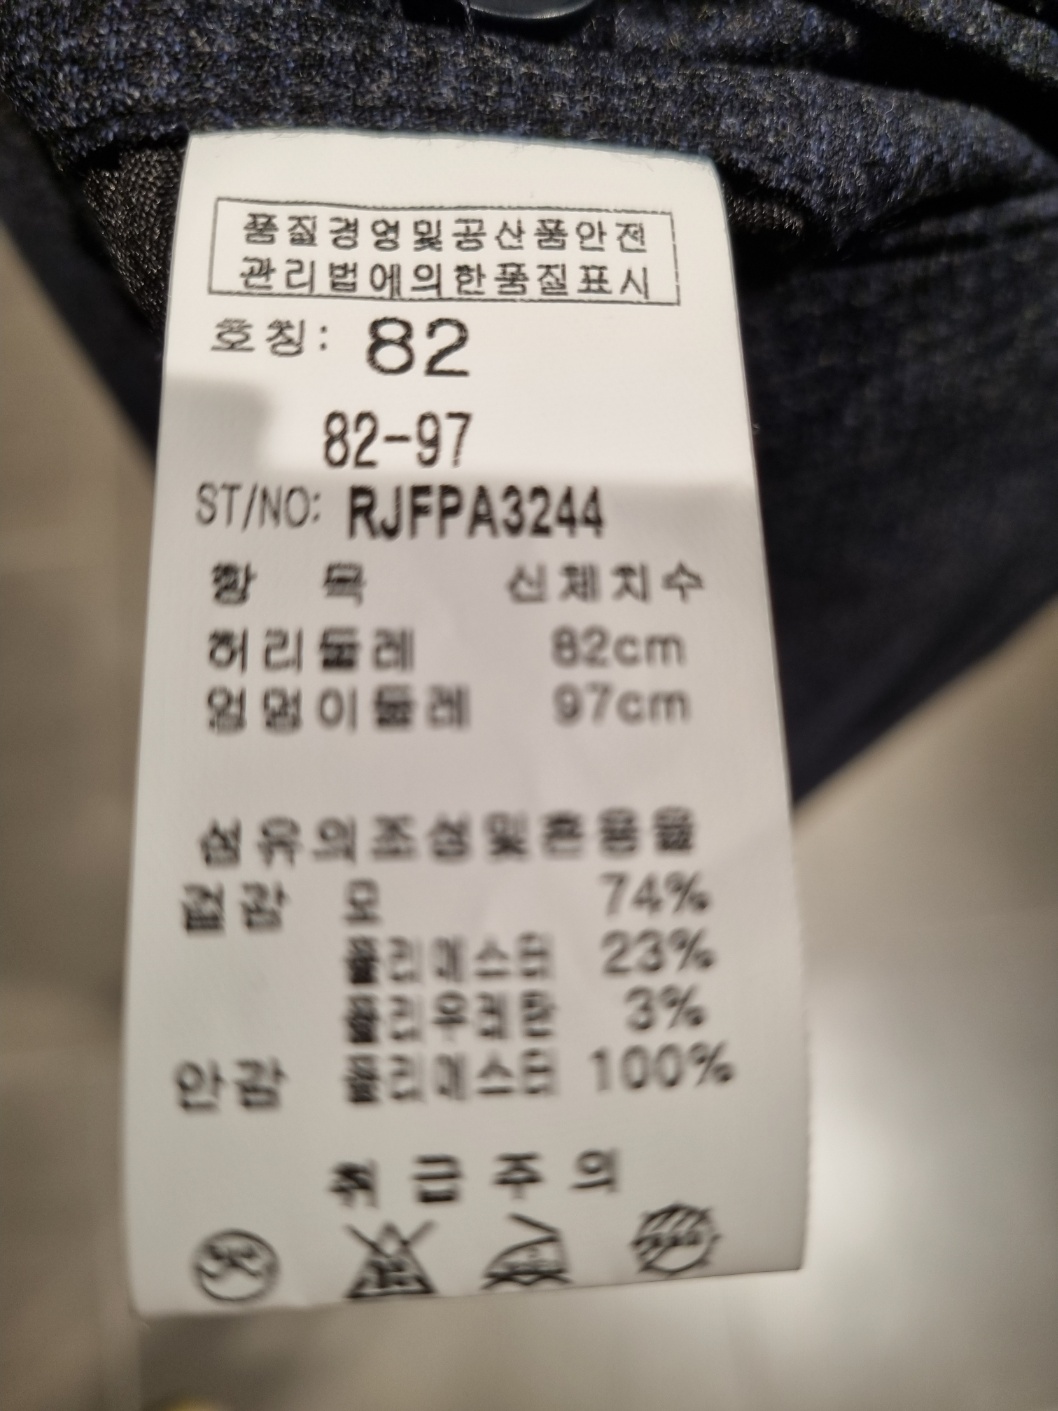 품질경영및공산품안전
관리법에의한품질표시
호칭: 82
82-97
ST/NO: RJFPA3244
항 목 신체치수
허리둘레 82cm
엉덩이둘레 97cm
섬유의조성및혼용율
겉감 모 74%
폴리에스터 23%
폴리우레탄 3%
안감 폴리에스터 100%
취급주의